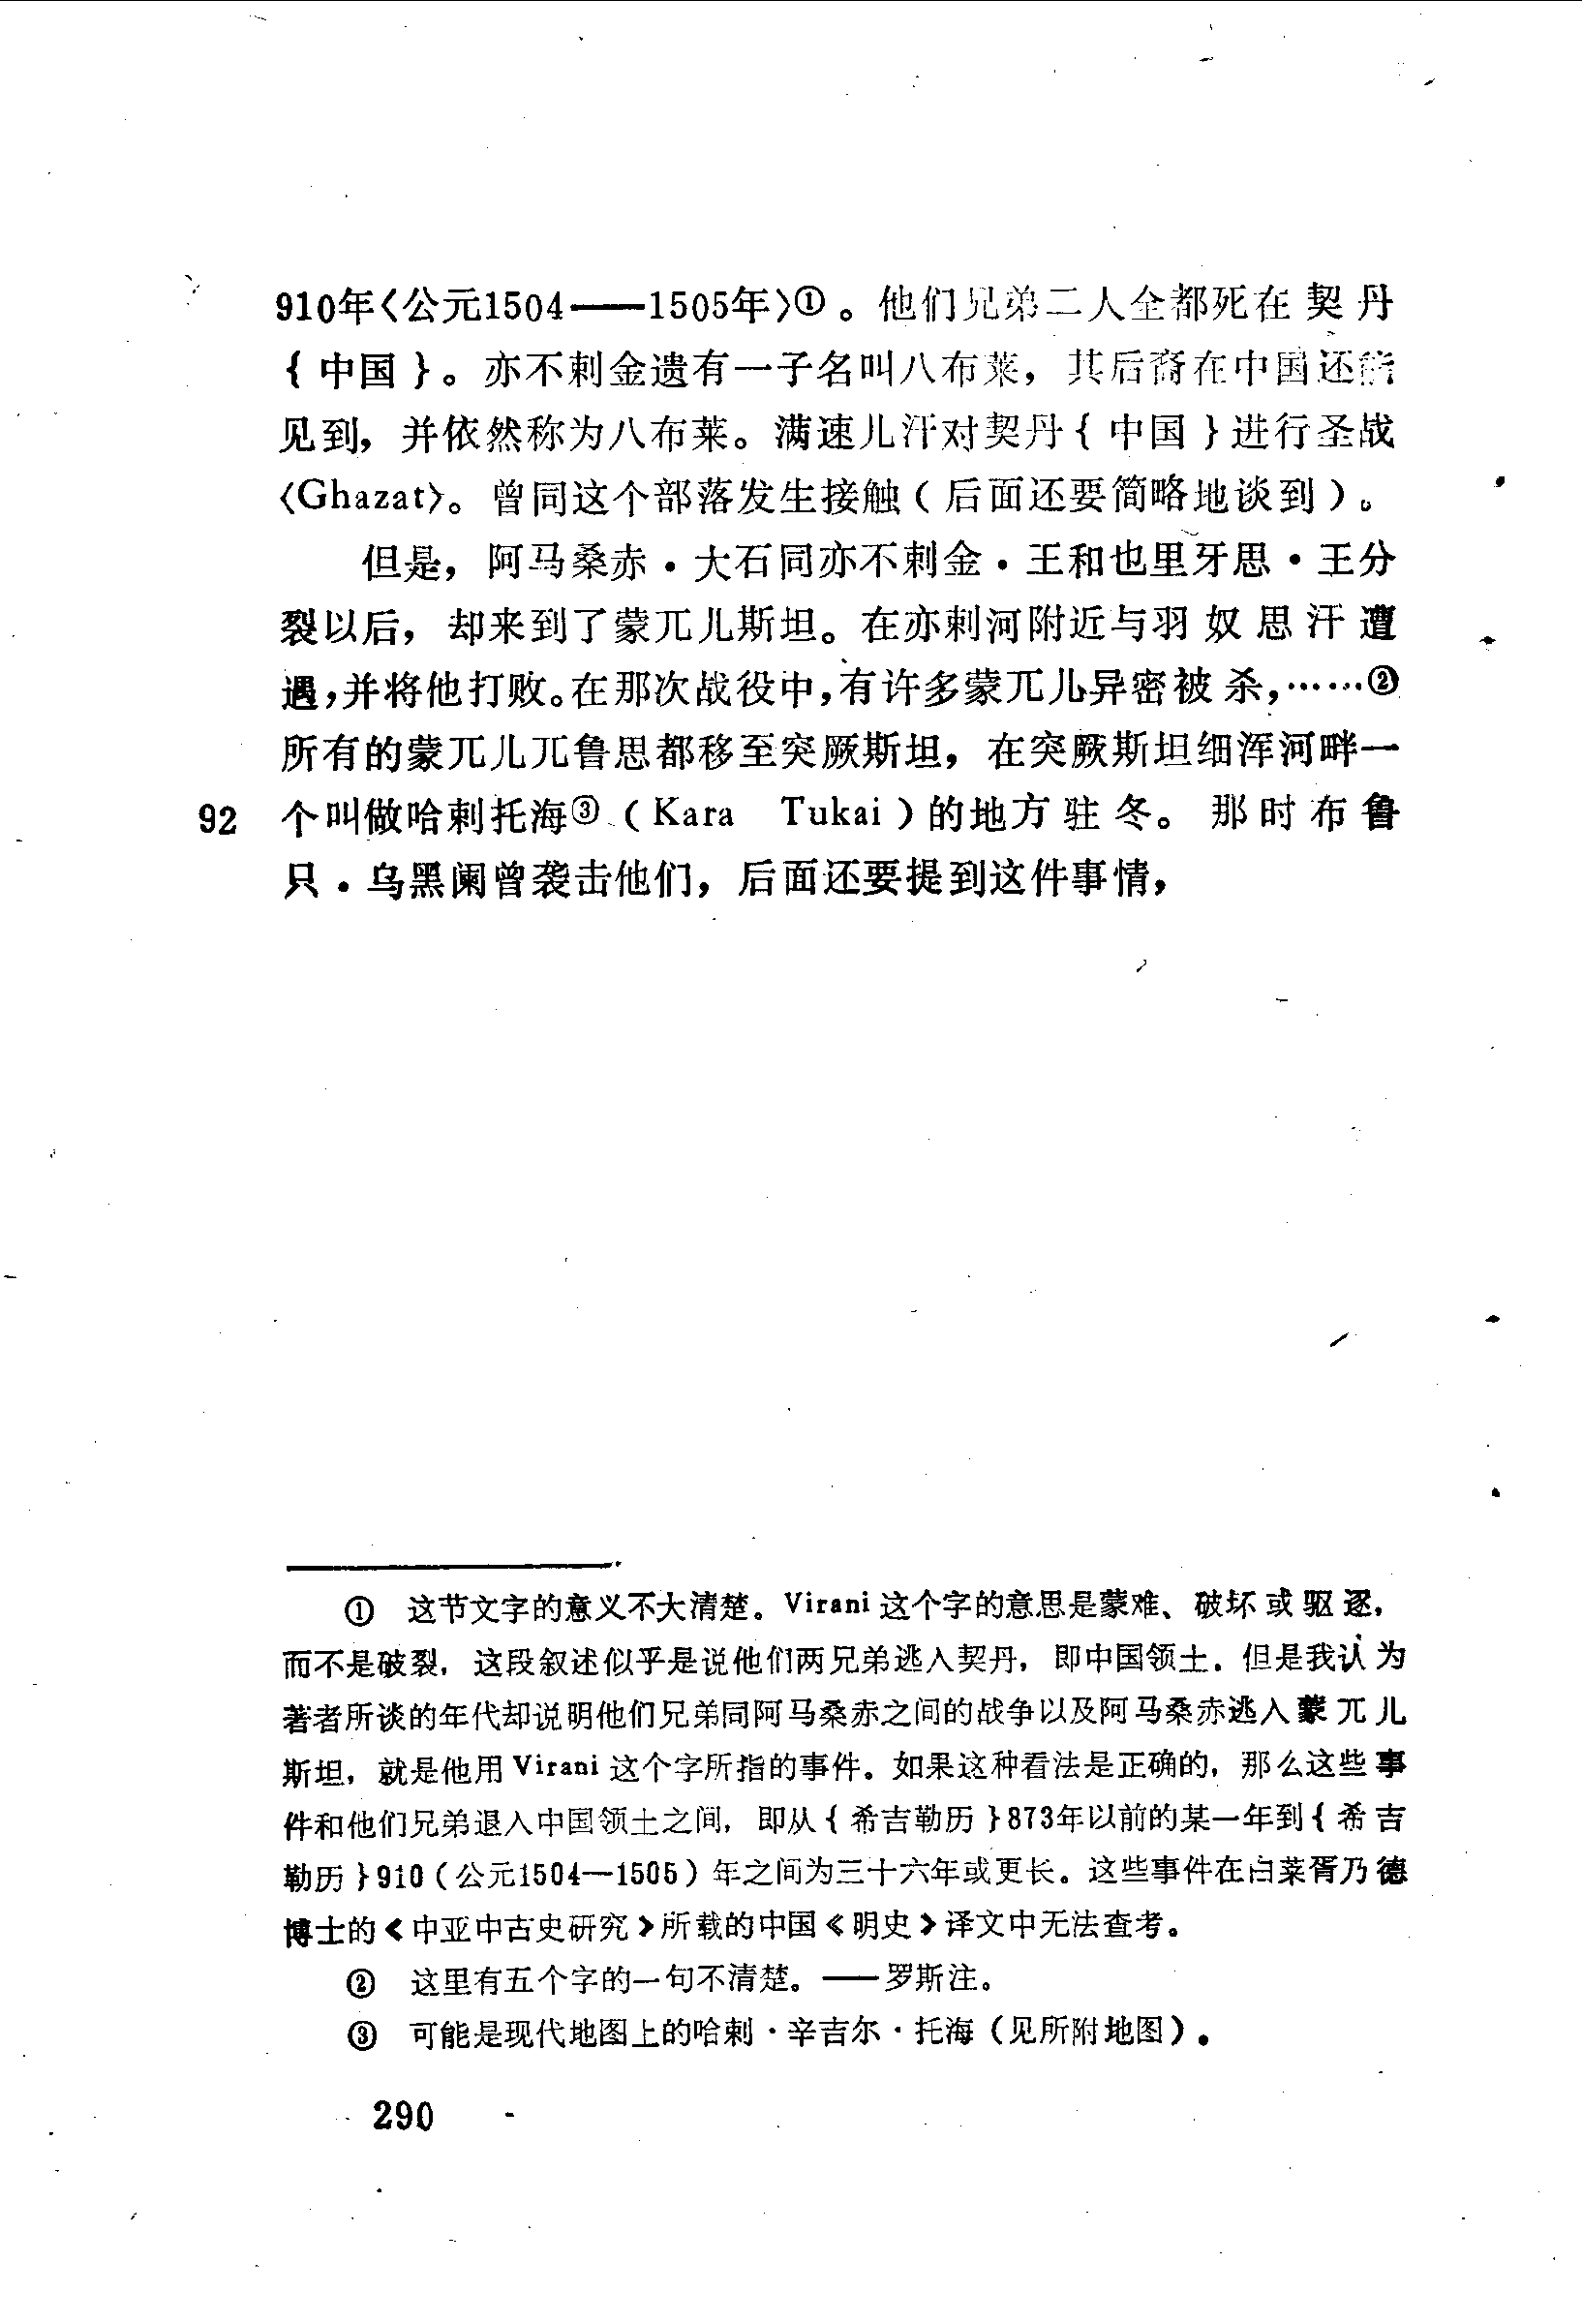 910年〈公元1504——1505年〉①。他们兄弟二人全都死在契丹
{中国}。亦不剌金遗有一子名叫八布莱，其后裔在中国还能
见到，并依然称为八布莱。满速儿汗对契丹{中国}进行圣战
〈Ghazat〉。曾同这个部落发生接触（后面还要简略地谈到）。
但是，阿马桑赤·大石同亦不剌金·王和也里牙思·王分
裂以后，却来到了蒙兀儿斯坦。在亦剌河附近与羽奴思汗遭
遇，并将他打败。在那次战役中，有许多蒙兀儿异密被杀，……②
所有的蒙兀儿兀鲁思都移至突厥斯坦，在突厥斯坦细浑河畔一
92 个叫做哈剌托海③（Kara Tukai）的地方驻冬。那时布鲁
只·乌黑阑曾袭击他们，后面还要提到这件事情，
① 这节文字的意义不大清楚。Virani 这个字的意思是蒙难、破坏或驱逐，
而不是破裂，这段叙述似乎是说他们两兄弟逃入契丹，即中国领土．但是我认为
著者所谈的年代却说明他们兄弟同阿马桑赤之间的战争以及阿马桑赤逃入蒙兀儿
斯坦，就是他用 Virani 这个字所指的事件。如果这种看法是正确的，那么这些事
件和他们兄弟退入中国领土之间，即从{希吉勒历}873年以前的某一年到{希吉
勒历}910（公元1504—1505）年之间为三十六年或更长。这些事件在白莱胥乃德
博士的《中亚中古史研究》所载的中国《明史》译文中无法查考。
② 这里有五个字的一句不清楚。——罗斯注。
③ 可能是现代地图上的哈剌·辛吉尔·托海（见所附地图）。
290